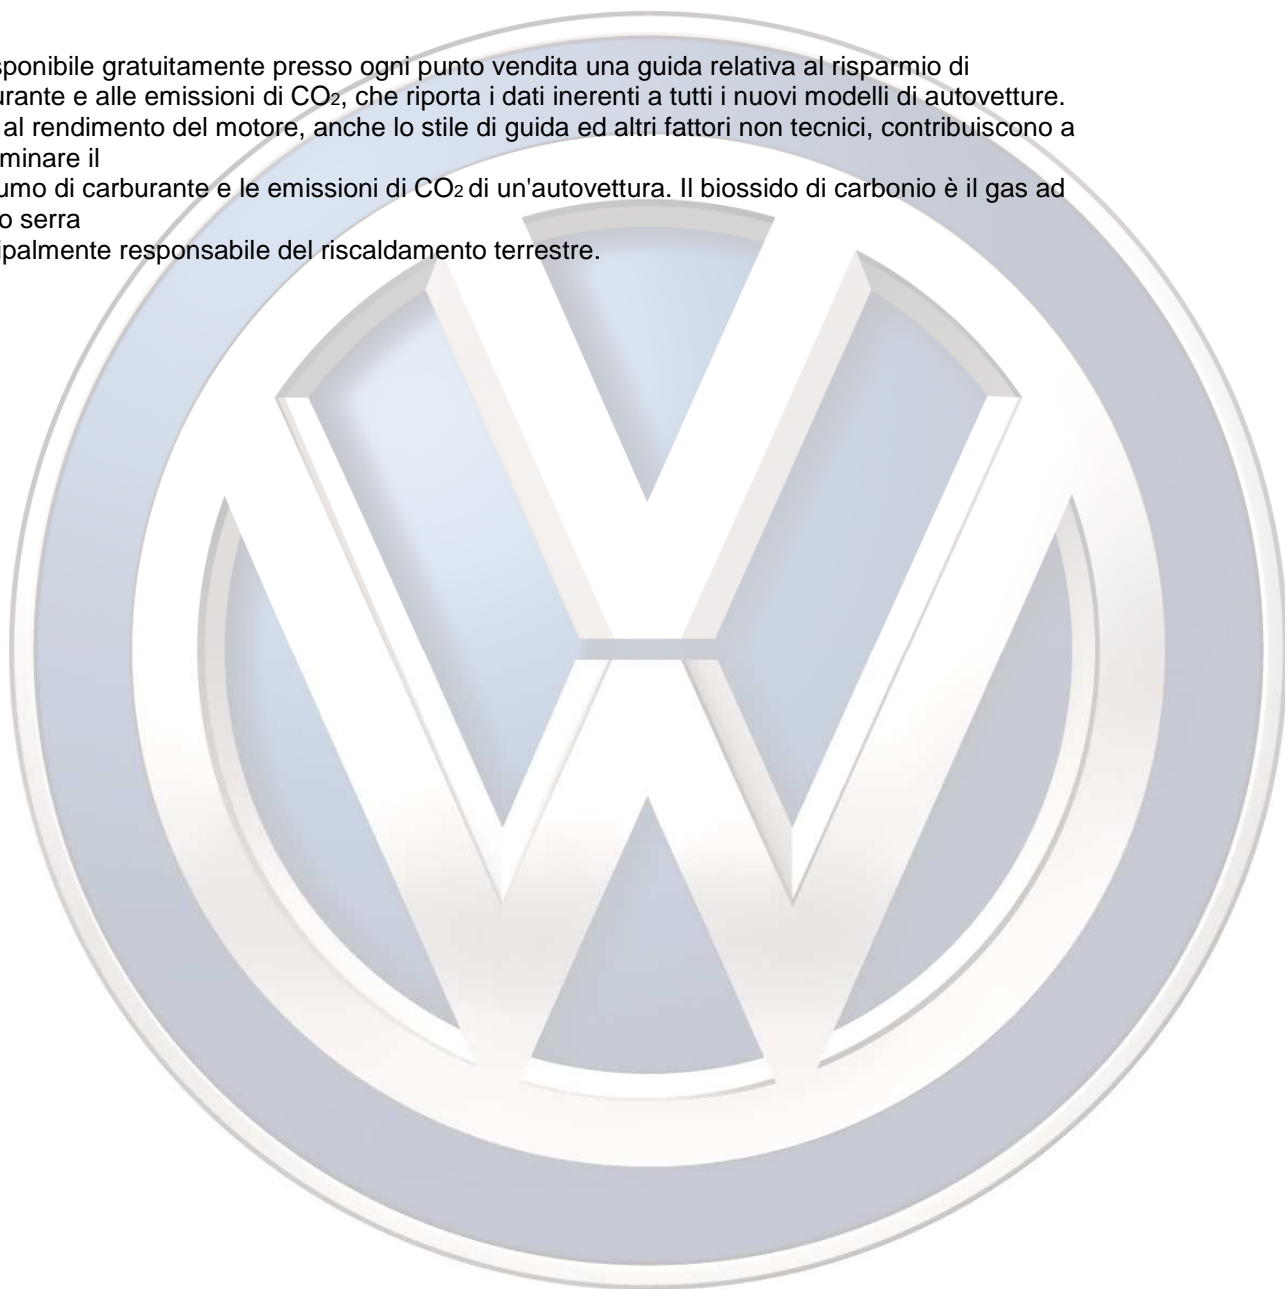 sponibile gratuitamente presso ogni punto vendita una guida relativa al risparmio di
urante e alle emissioni di CO₂, che riporta i dati inerenti a tutti i nuovi modelli di autovetture.
al rendimento del motore, anche lo stile di guida ed altri fattori non tecnici, contribuiscono a
minare il
umo di carburante e le emissioni di CO₂ di un'autovettura. Il biossido di carbonio è il gas ad
o serra
ipalmente responsabile del riscaldamento terrestre.